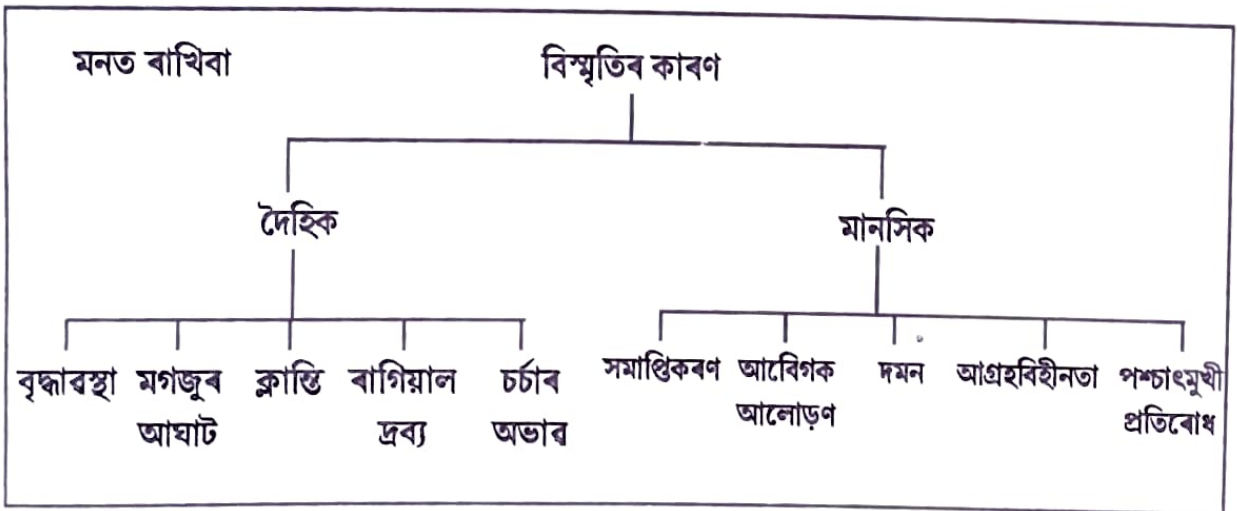 মনত ৰাখিবা
বিস্মৃতিৰ কাৰণ
দৈহিক
মানসিক
বৃদ্ধাৱস্থা মগজুৰ ক্লান্তি ৰাগিয়াল চৰ্চাৰ
আঘাট দ্ৰব্য অভাৱ
সমাপ্তিকৰণ আবেগিক দমন আগ্ৰহবিহীনতা পশ্চাৎমুখী
আলোড়ণ প্ৰতিৰোধ